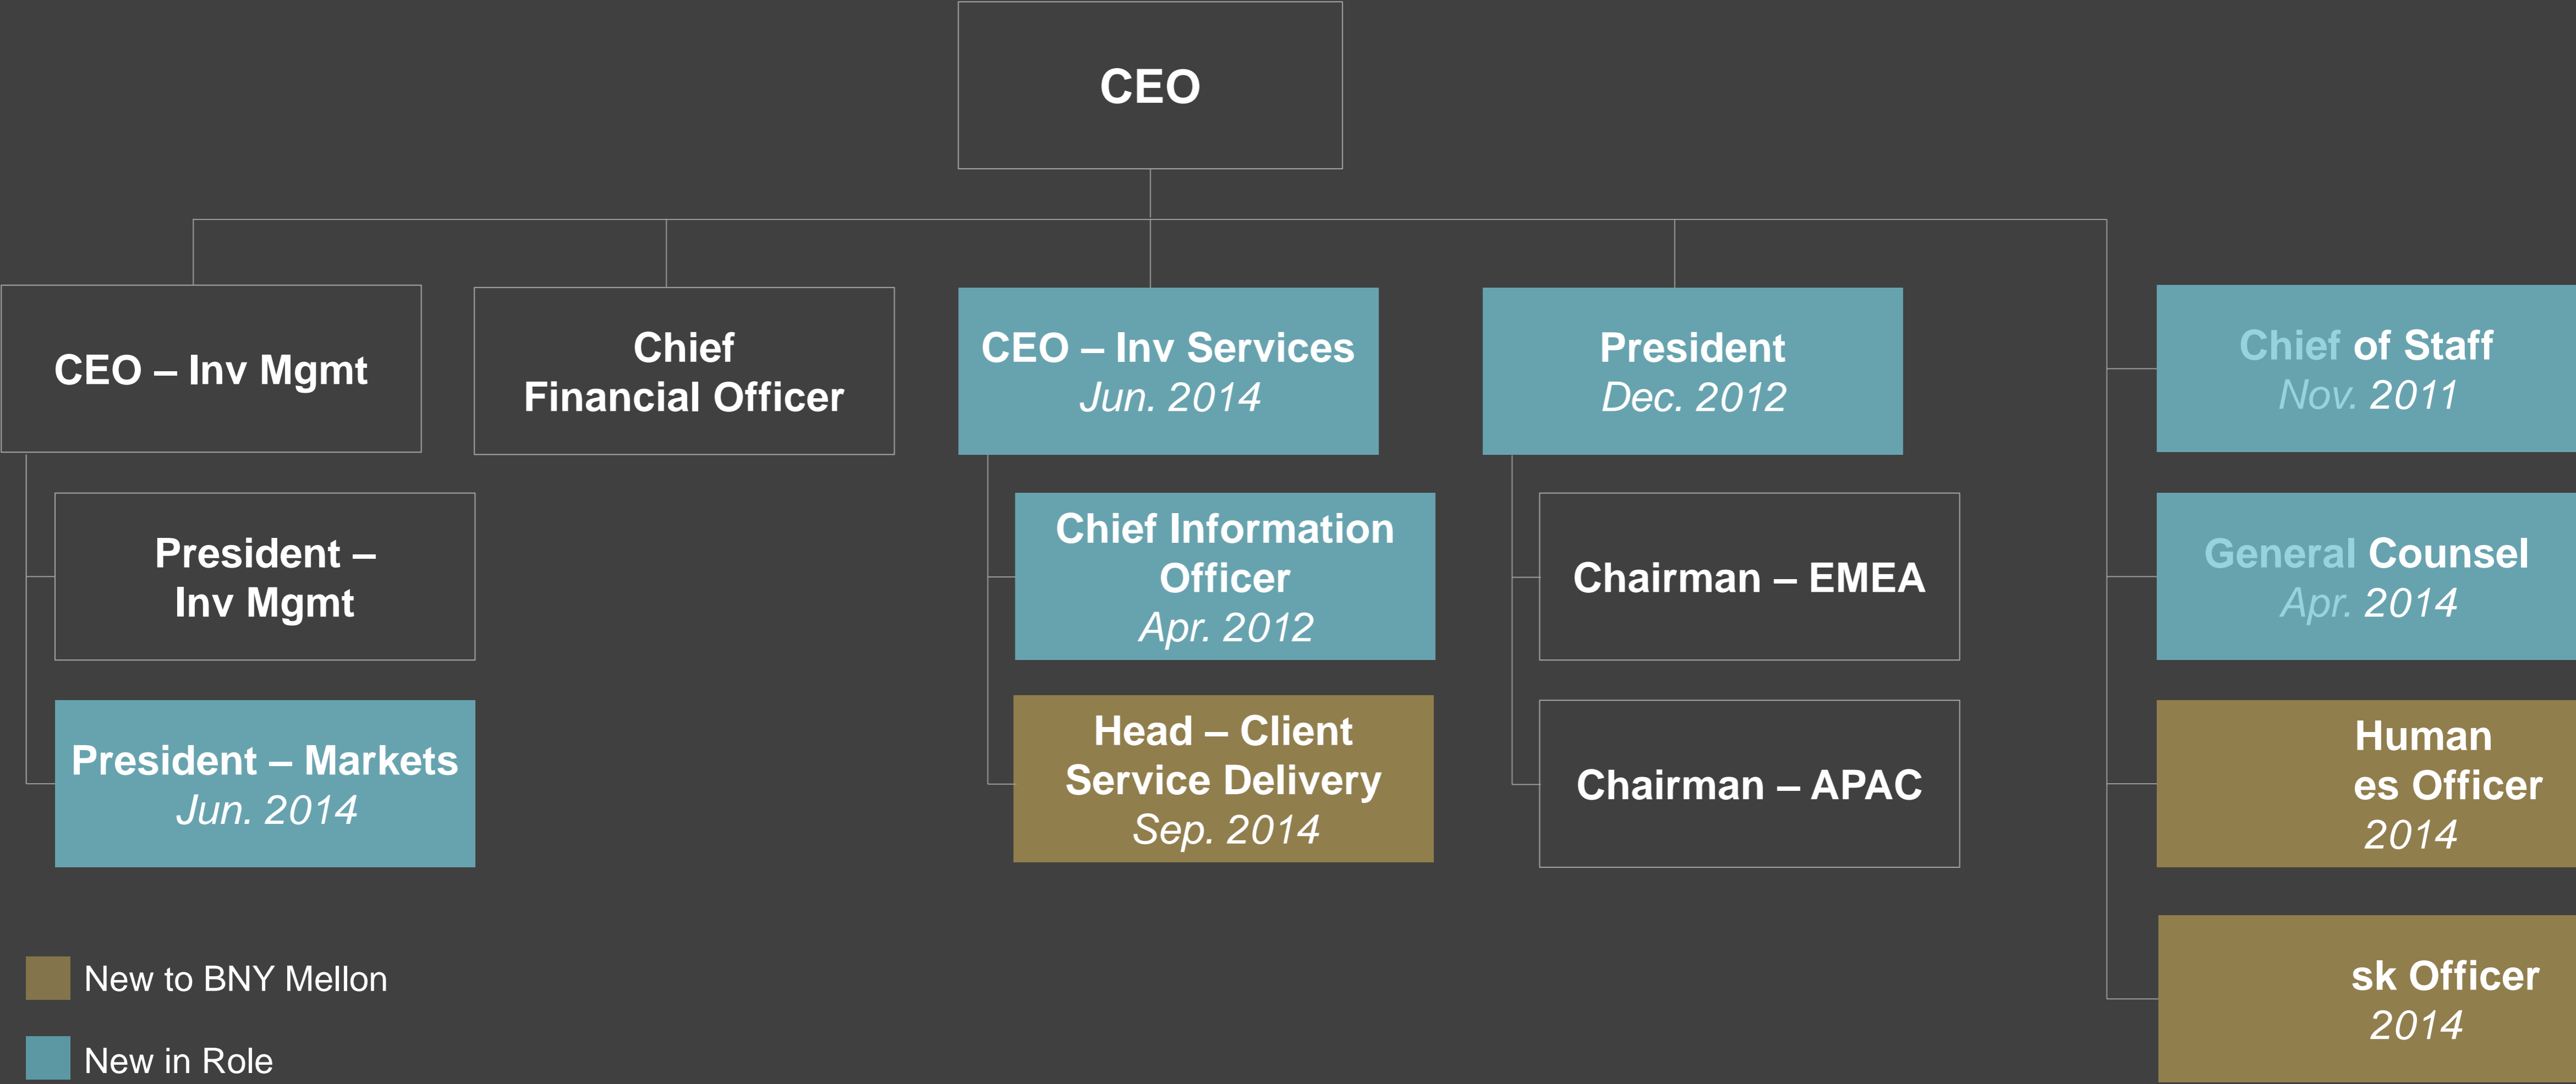 CEO
CEO – Inv Mgmt
Chief
Financial Officer
CEO – Inv Services
Jun. 2014
President
Dec. 2012
Chief of Staff
Nov. 2011
President –
Inv Mgmt
Chief Information
Officer
Apr. 2012
Chairman – EMEA
General Counsel
Apr. 2014
President – Markets
Jun. 2014
Head – Client
Service Delivery
Sep. 2014
Chairman – APAC
Human
es Officer
2014
sk Officer
2014
New to BNY Mellon
New in Role